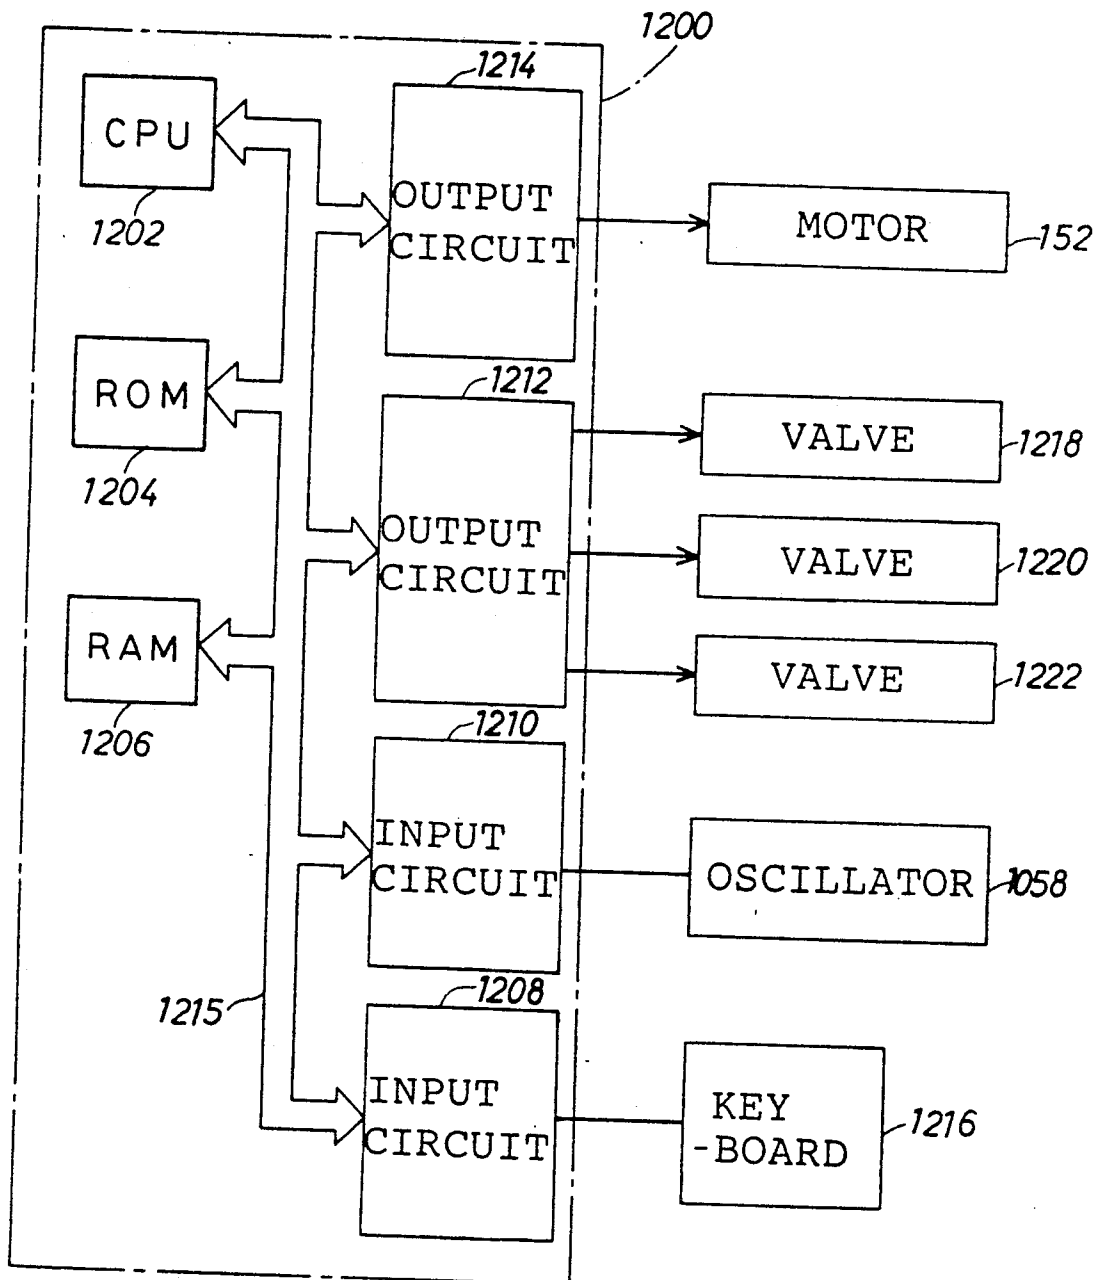 1200
1214
CPU
1202
OUTPUT
CIRCUIT
MOTOR
152
1212
ROM
1204
OUTPUT
CIRCUIT
VALVE
1218
VALVE
1220
VALVE
1222
RAM
1206
1210
INPUT
CIRCUIT
OSCILLATOR
1058
1215
1208
INPUT
CIRCUIT
KEY
-BOARD
1216